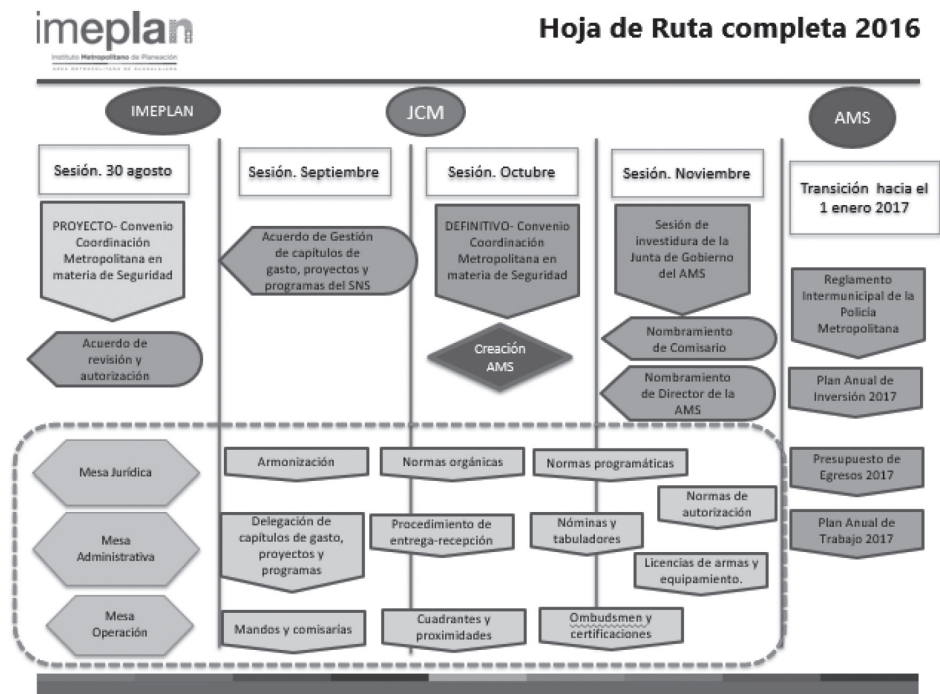 imeplan
Instituto Metropolitano de Planeación
ÁREA METROPOLITANA DE GUADALAJARA
Hoja de Ruta completa 2016
IMEPLAN
JCM
AMS
Sesión. 30 agosto
Sesión. Septiembre
Sesión. Octubre
Sesión. Noviembre
Transición hacia el
1 enero 2017
PROYECTO- Convenio
Coordinación
Metropolitana en
materia de Seguridad
Acuerdo de Gestión
de capítulos de
gasto, proyectos y
programas del SNS
DEFINITIVO- Convenio
Coordinación
Metropolitana en
materia de Seguridad
Sesión de
investidura de la
Junta de Gobierno
del AMS
Reglamento
Intermunicipal de la
Policía
Metropolitana
Acuerdo de
revisión y
autorización
Creación
AMS
Nombramiento
de Comisario
Nombramiento
de Director de la
AMS
Plan Anual de
Inversión 2017
Mesa Jurídica
Armonización
Normas orgánicas
Normas programáticas
Normas de
autorización
Presupuesto de
Egresos 2017
Mesa
Administrativa
Delegación de
capítulos de gasto,
proyectos y
programas
Procedimiento de
entrega-recepción
Nóminas y
tabuladores
Licencias de armas y
equipamiento.
Plan Anual de
Trabajo 2017
Mesa
Operación
Mandos y comisarías
Cuadrantes y
proximidades
Ombudsmen y
certificaciones